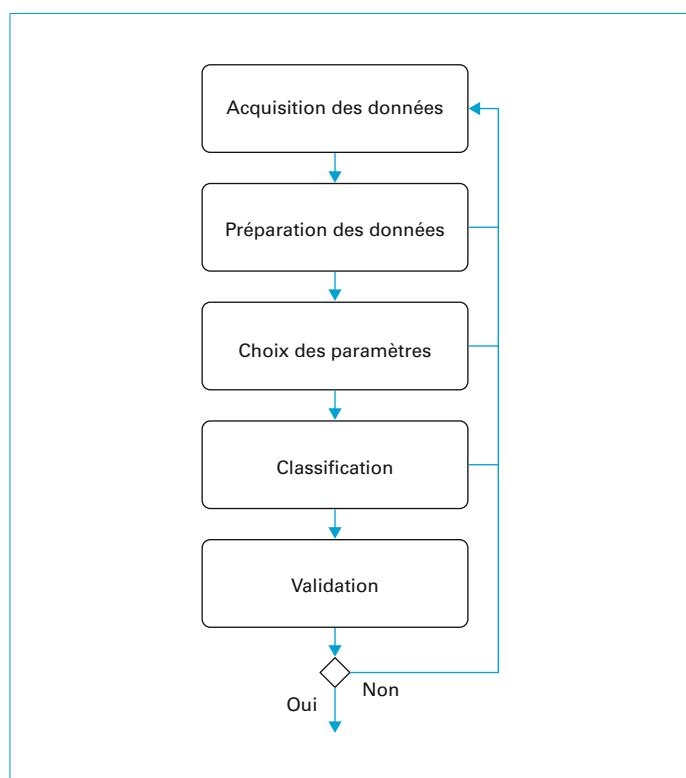 Acquisition des données
Préparation des données
Choix des paramètres
Classification
Validation
Non
Oui